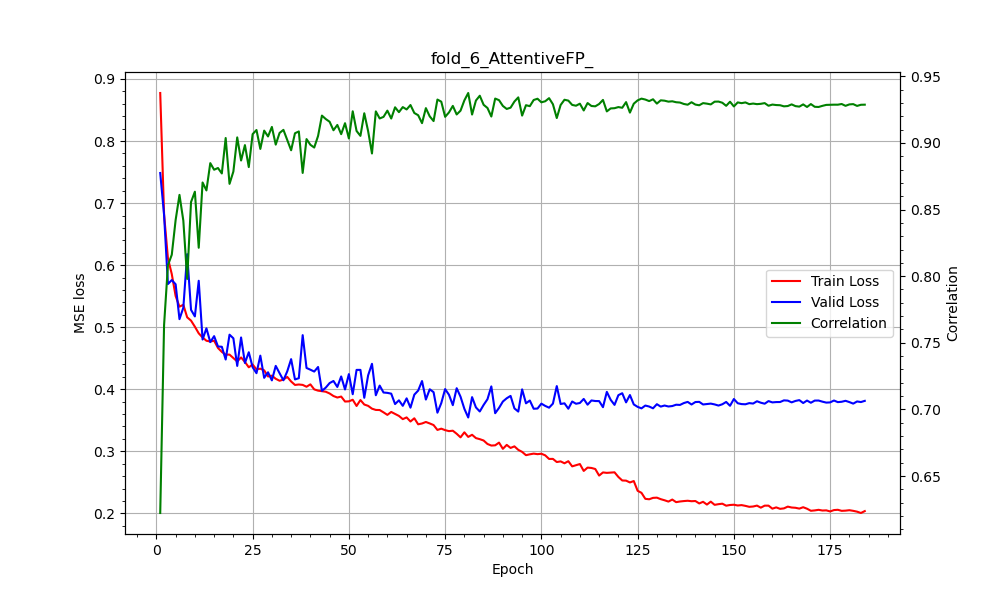 fold_6_AttentiveFP_
0.9
0.8
0.7
0.6
0.5
0.4
0.3
0.2
MSE loss
0.95
0.90
0.85
0.80
0.75
0.70
0.65
Correlation
Train Loss
Valid Loss
Correlation
0 25 50 75 100 125 150 175
Epoch